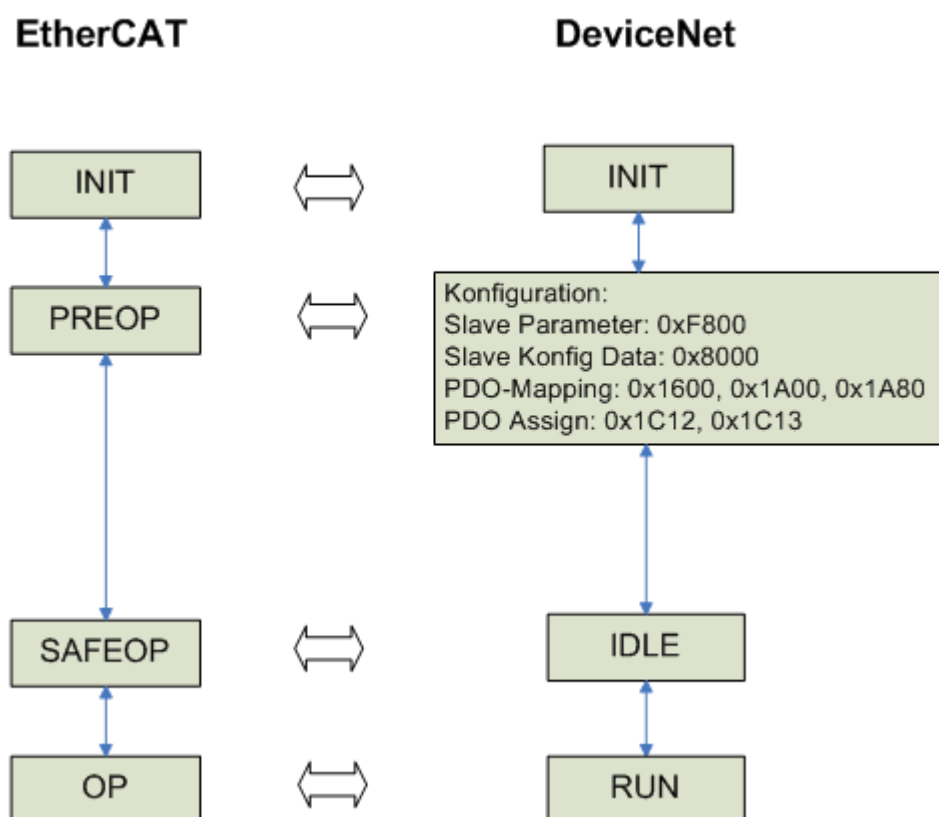 EtherCAT
DeviceNet
INIT
INIT
PREOP
Konfiguration:
Slave Parameter: 0xF800
Slave Konfig Data: 0x8000
PDO-Mapping: 0x1600, 0x1A00, 0x1A80
PDO Assign: 0x1C12, 0x1C13
SAFEOP
IDLE
OP
RUN